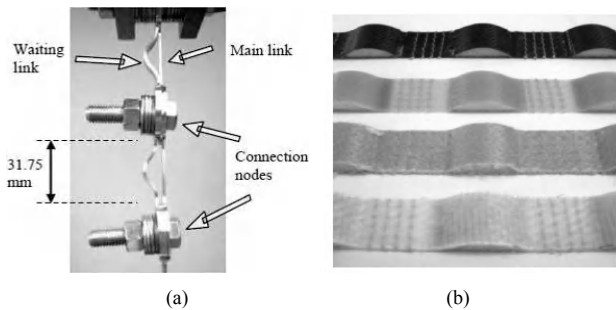 Waiting
link
Main link
31.75
mm
Connection
nodes
(a)
(b)